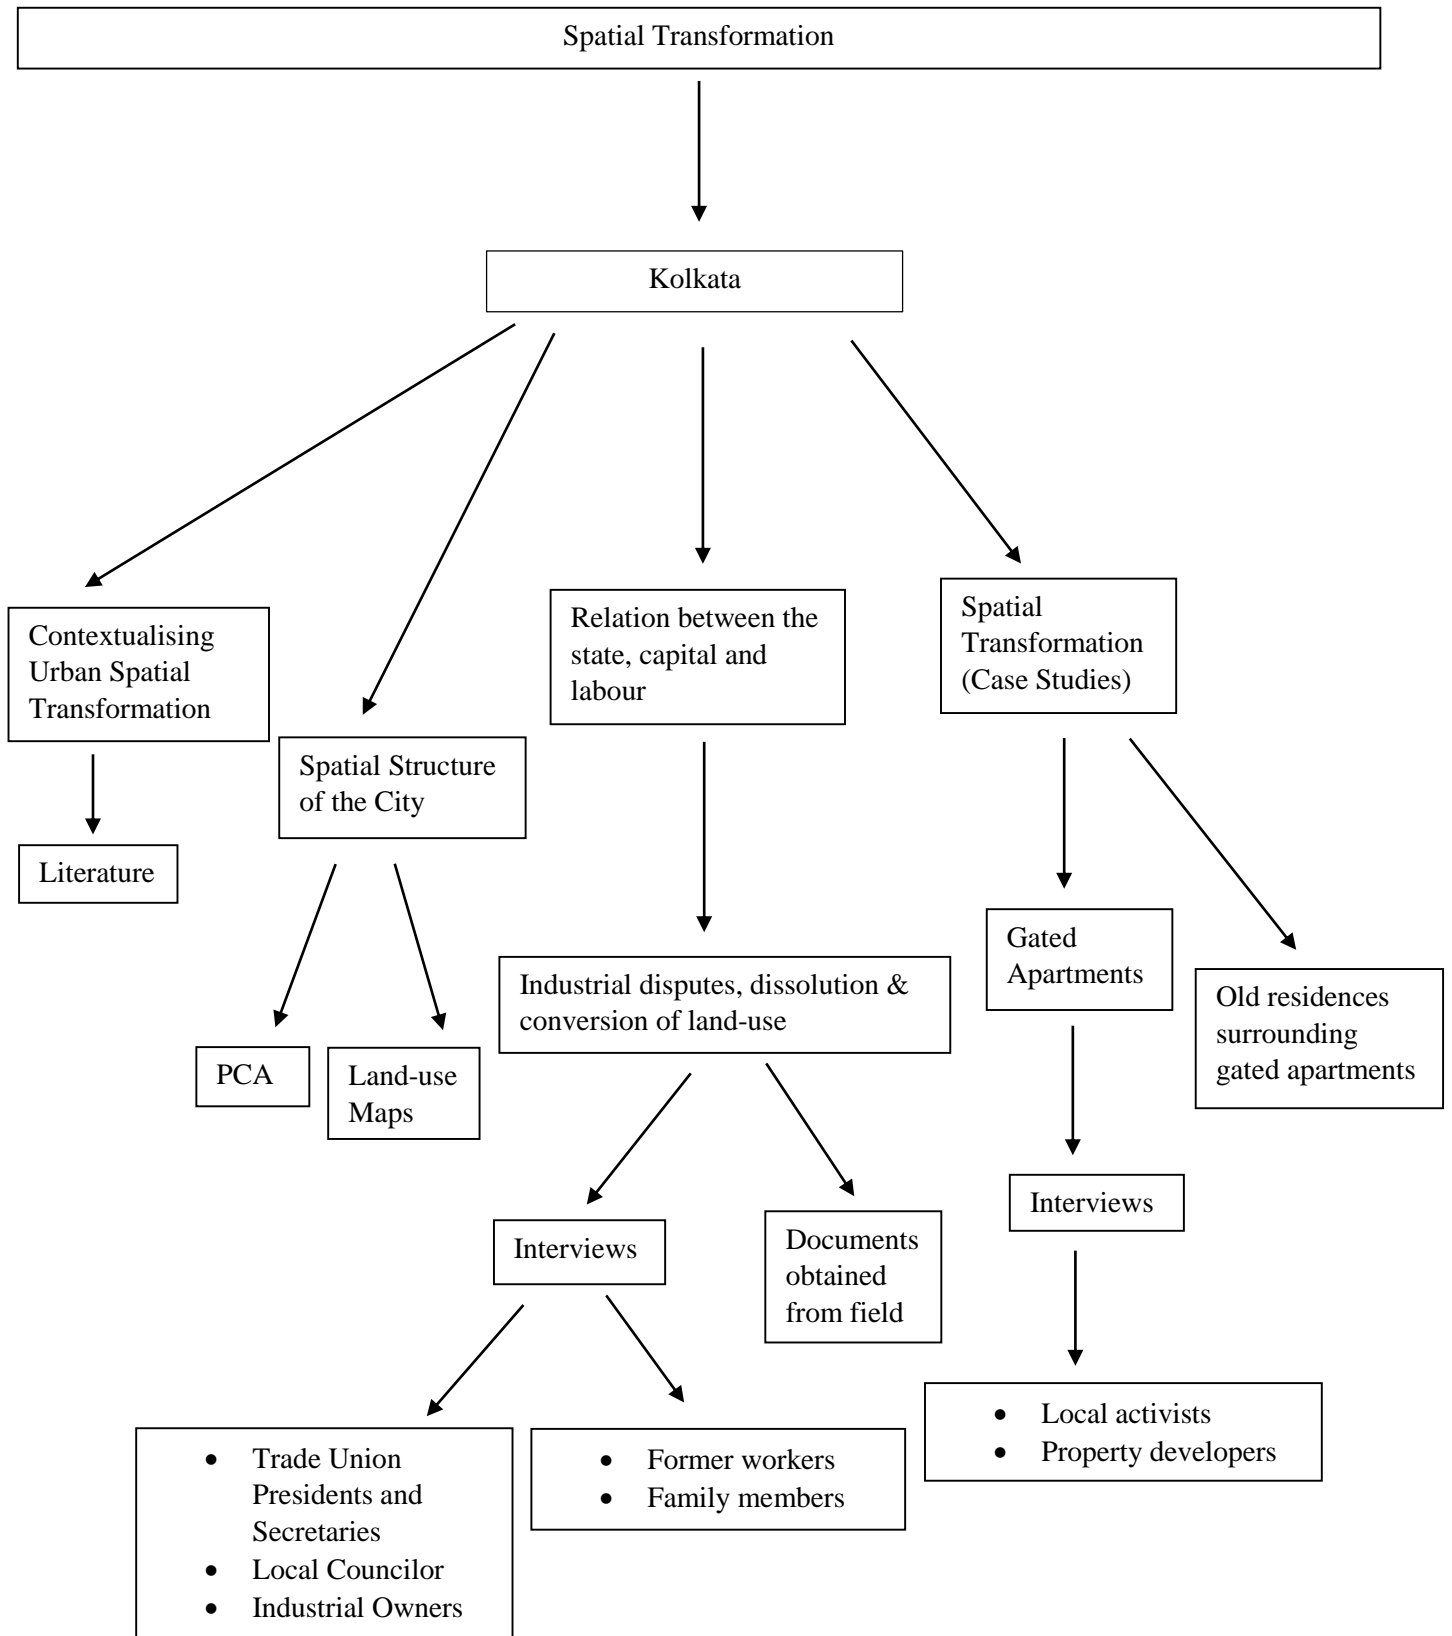 Spatial Transformation
Kolkata
Contextualising
Urban Spatial
Transformation
Spatial Structure
of the City
Relation between the
state, capital and
labour
Spatial
Transformation
(Case Studies)
Literature
PCA
Land-use
Maps
Industrial disputes, dissolution &
conversion of land-use
Gated
Apartments
Old residences
surrounding
gated apartments
Interviews
Documents
obtained
from field
Interviews
• Trade Union
Presidents and
Secretaries
• Local Councilor
• Industrial Owners
• Former workers
• Family members
• Local activists
• Property developers